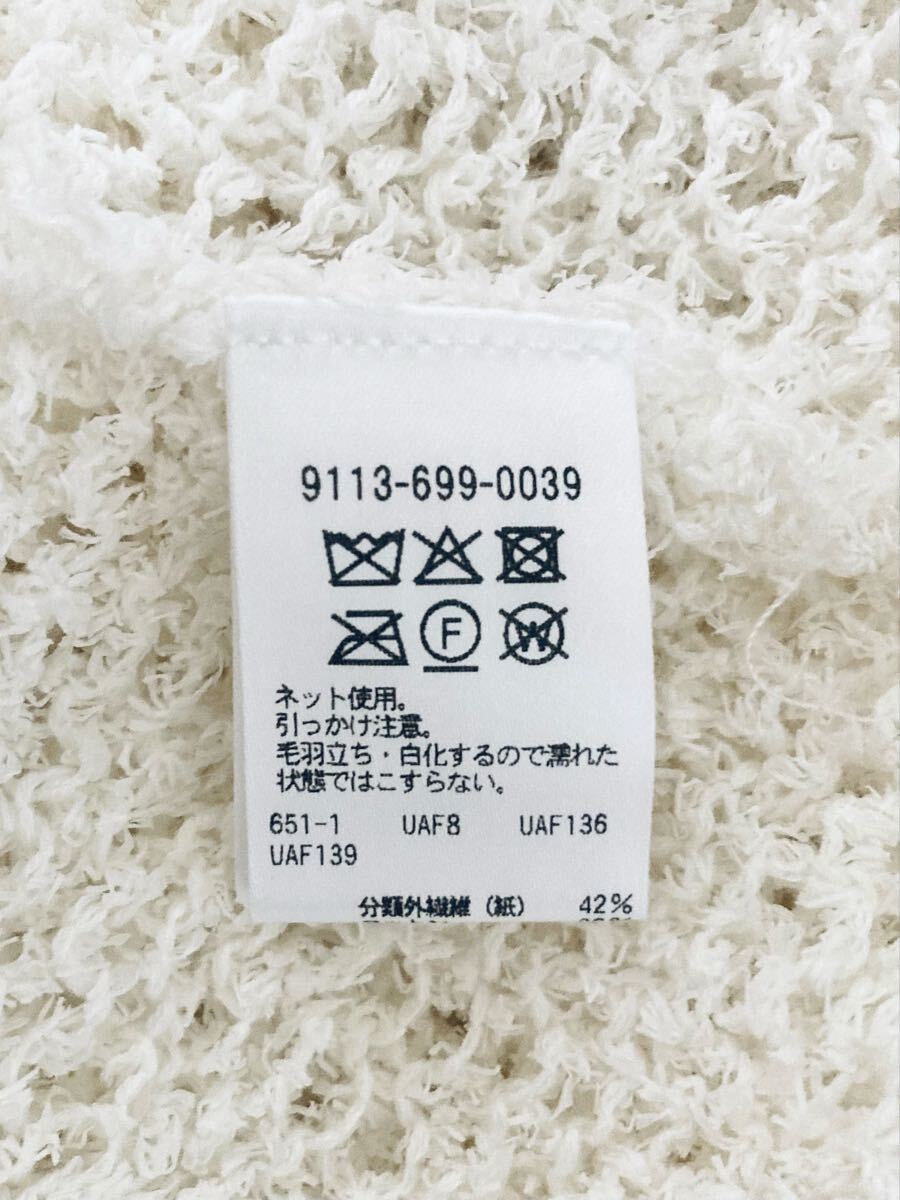 9113-699-0039
F
W
ネット使用。
引っかけ注意。
毛羽立ち・白化するので濡れた
状態ではこすらない。
651-1 UAF8 UAF136
UAF139
分類外繊維（紙） 42%